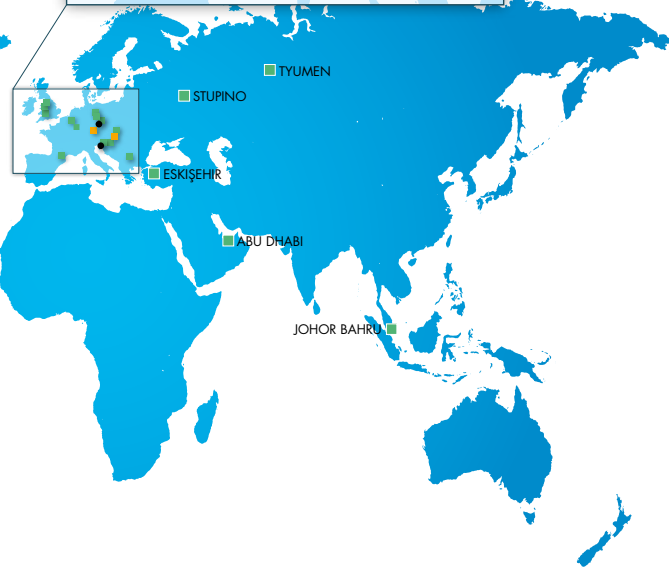 TYUMEN
STUPINO
ESKIŞEHIR
ABU DHABI
JOHOR BAHRU